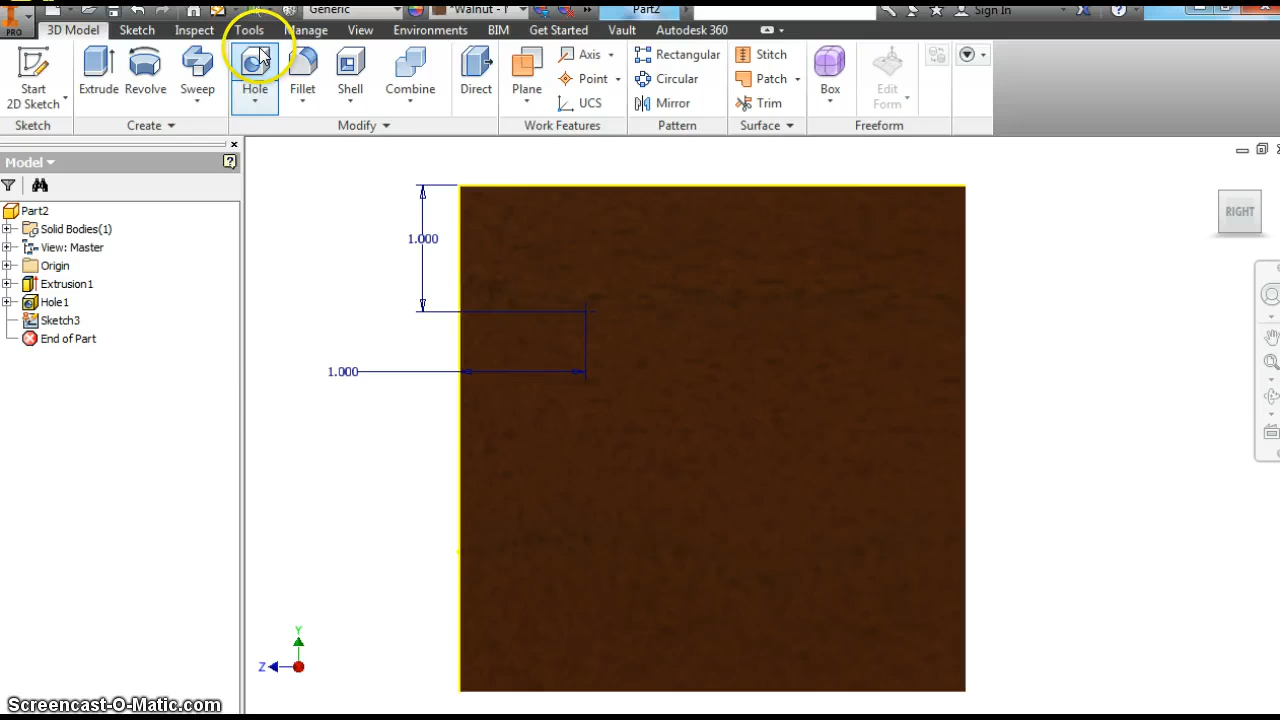 Generic *Walnut - Part2 Sign In
PRO 3D Model Sketch Inspect Tools Manage View Environments BIM Get Started Vault Autodesk 360
Start 2D Sketch Extrude Revolve Sweep Hole Fillet Shell Combine Direct Plane Axis Point UCS Rectangular Circular Mirror Stitch Patch Trim Box Edit Form
Sketch Create Modify Work Features Pattern Surface Freeform
Model
Part2
Solid Bodies(1)
View: Master
Origin
Extrusion1
Hole1
Sketch3
End of Part
RIGHT
1.000
1.000
Y
Z
Screencast-O-Matic.com